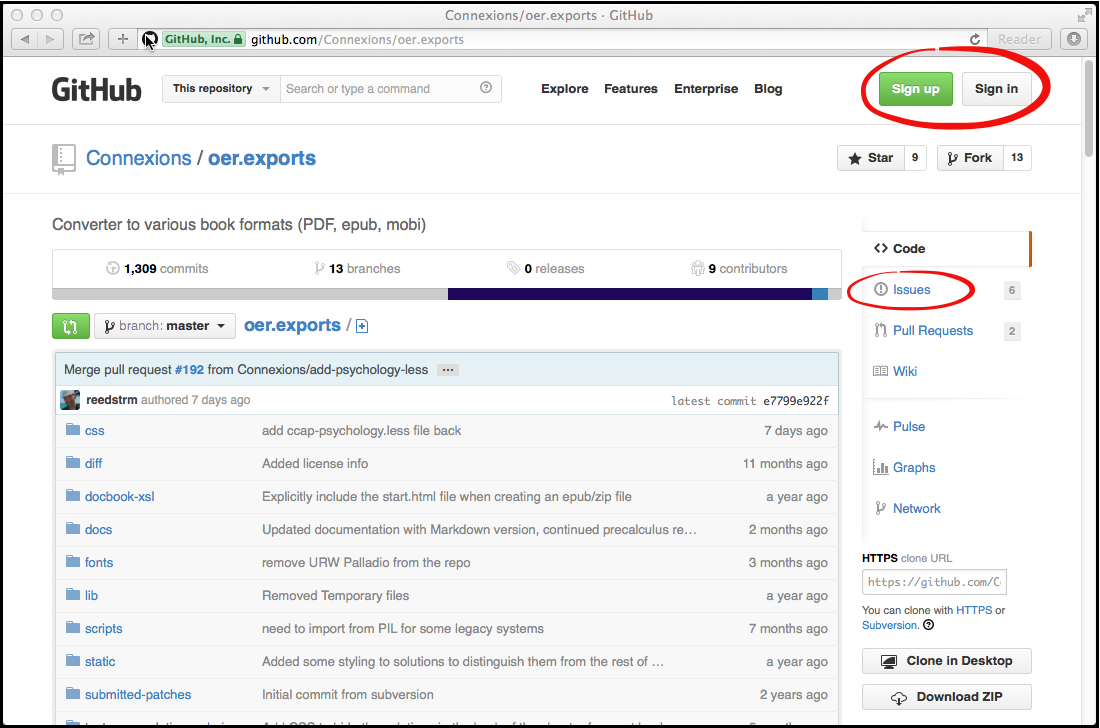 Connexions/oer.exports · GitHub
GitHub, Inc. github.com/Connexions/oer.exports Reader
GitHub This repository Search or type a command Explore Features Enterprise Blog Sign up Sign in
Connexions / oer.exports Star 9 Fork 13
Converter to various book formats (PDF, epub, mobi)
1,309 commits 13 branches 0 releases 9 contributors
branch: master oer.exports /
Merge pull request #192 from Connexions/add-psychology-less ...
reedstrm authored 7 days ago latest commit e7799e922f
css add ccap-psychology.less file back 7 days ago
diff Added license info 11 months ago
docbook-xsl Explicitly include the start.html file when creating an epub/zip file a year ago
docs Updated documentation with Markdown version, continued precalculus re… 2 months ago
fonts remove URW Palladio from the repo 3 months ago
lib Removed Temporary files a year ago
scripts need to import from PIL for some legacy systems 7 months ago
static Added some styling to solutions to distinguish them from the rest of … a year ago
submitted-patches Initial commit from subversion 2 years ago
Code
Issues 6
Pull Requests 2
Wiki
Pulse
Graphs
Network
HTTPS clone URL
https://github.com/C
You can clone with HTTPS or
Subversion.
Clone in Desktop
Download ZIP